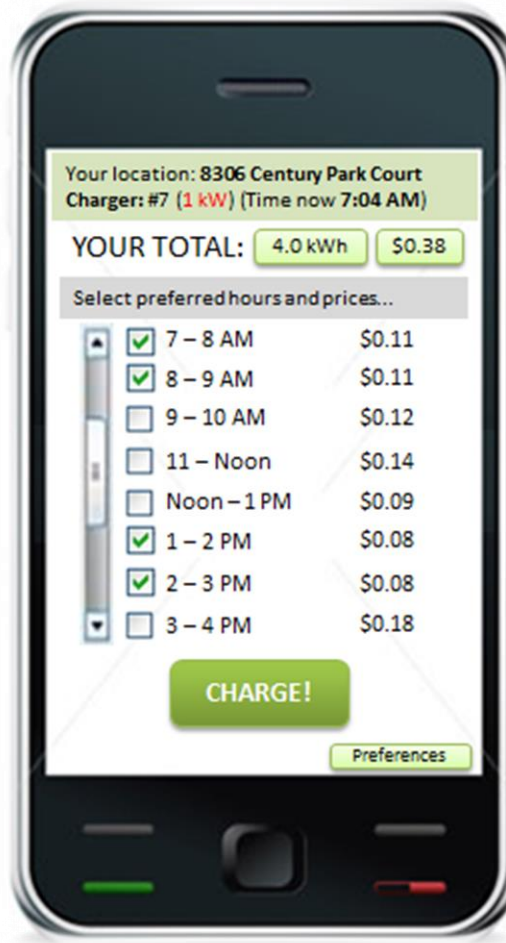 Your location: 8306 Century Park Court
Charger: #7 (1 kW) (Time now 7:04 AM)
YOUR TOTAL: 4.0 kWh $0.38
Select preferred hours and prices...
7 – 8 AM $0.11
8 – 9 AM $0.11
9 – 10 AM $0.12
11 – Noon $0.14
Noon – 1 PM $0.09
1 – 2 PM $0.08
2 – 3 PM $0.08
3 – 4 PM $0.18
CHARGE!
Preferences